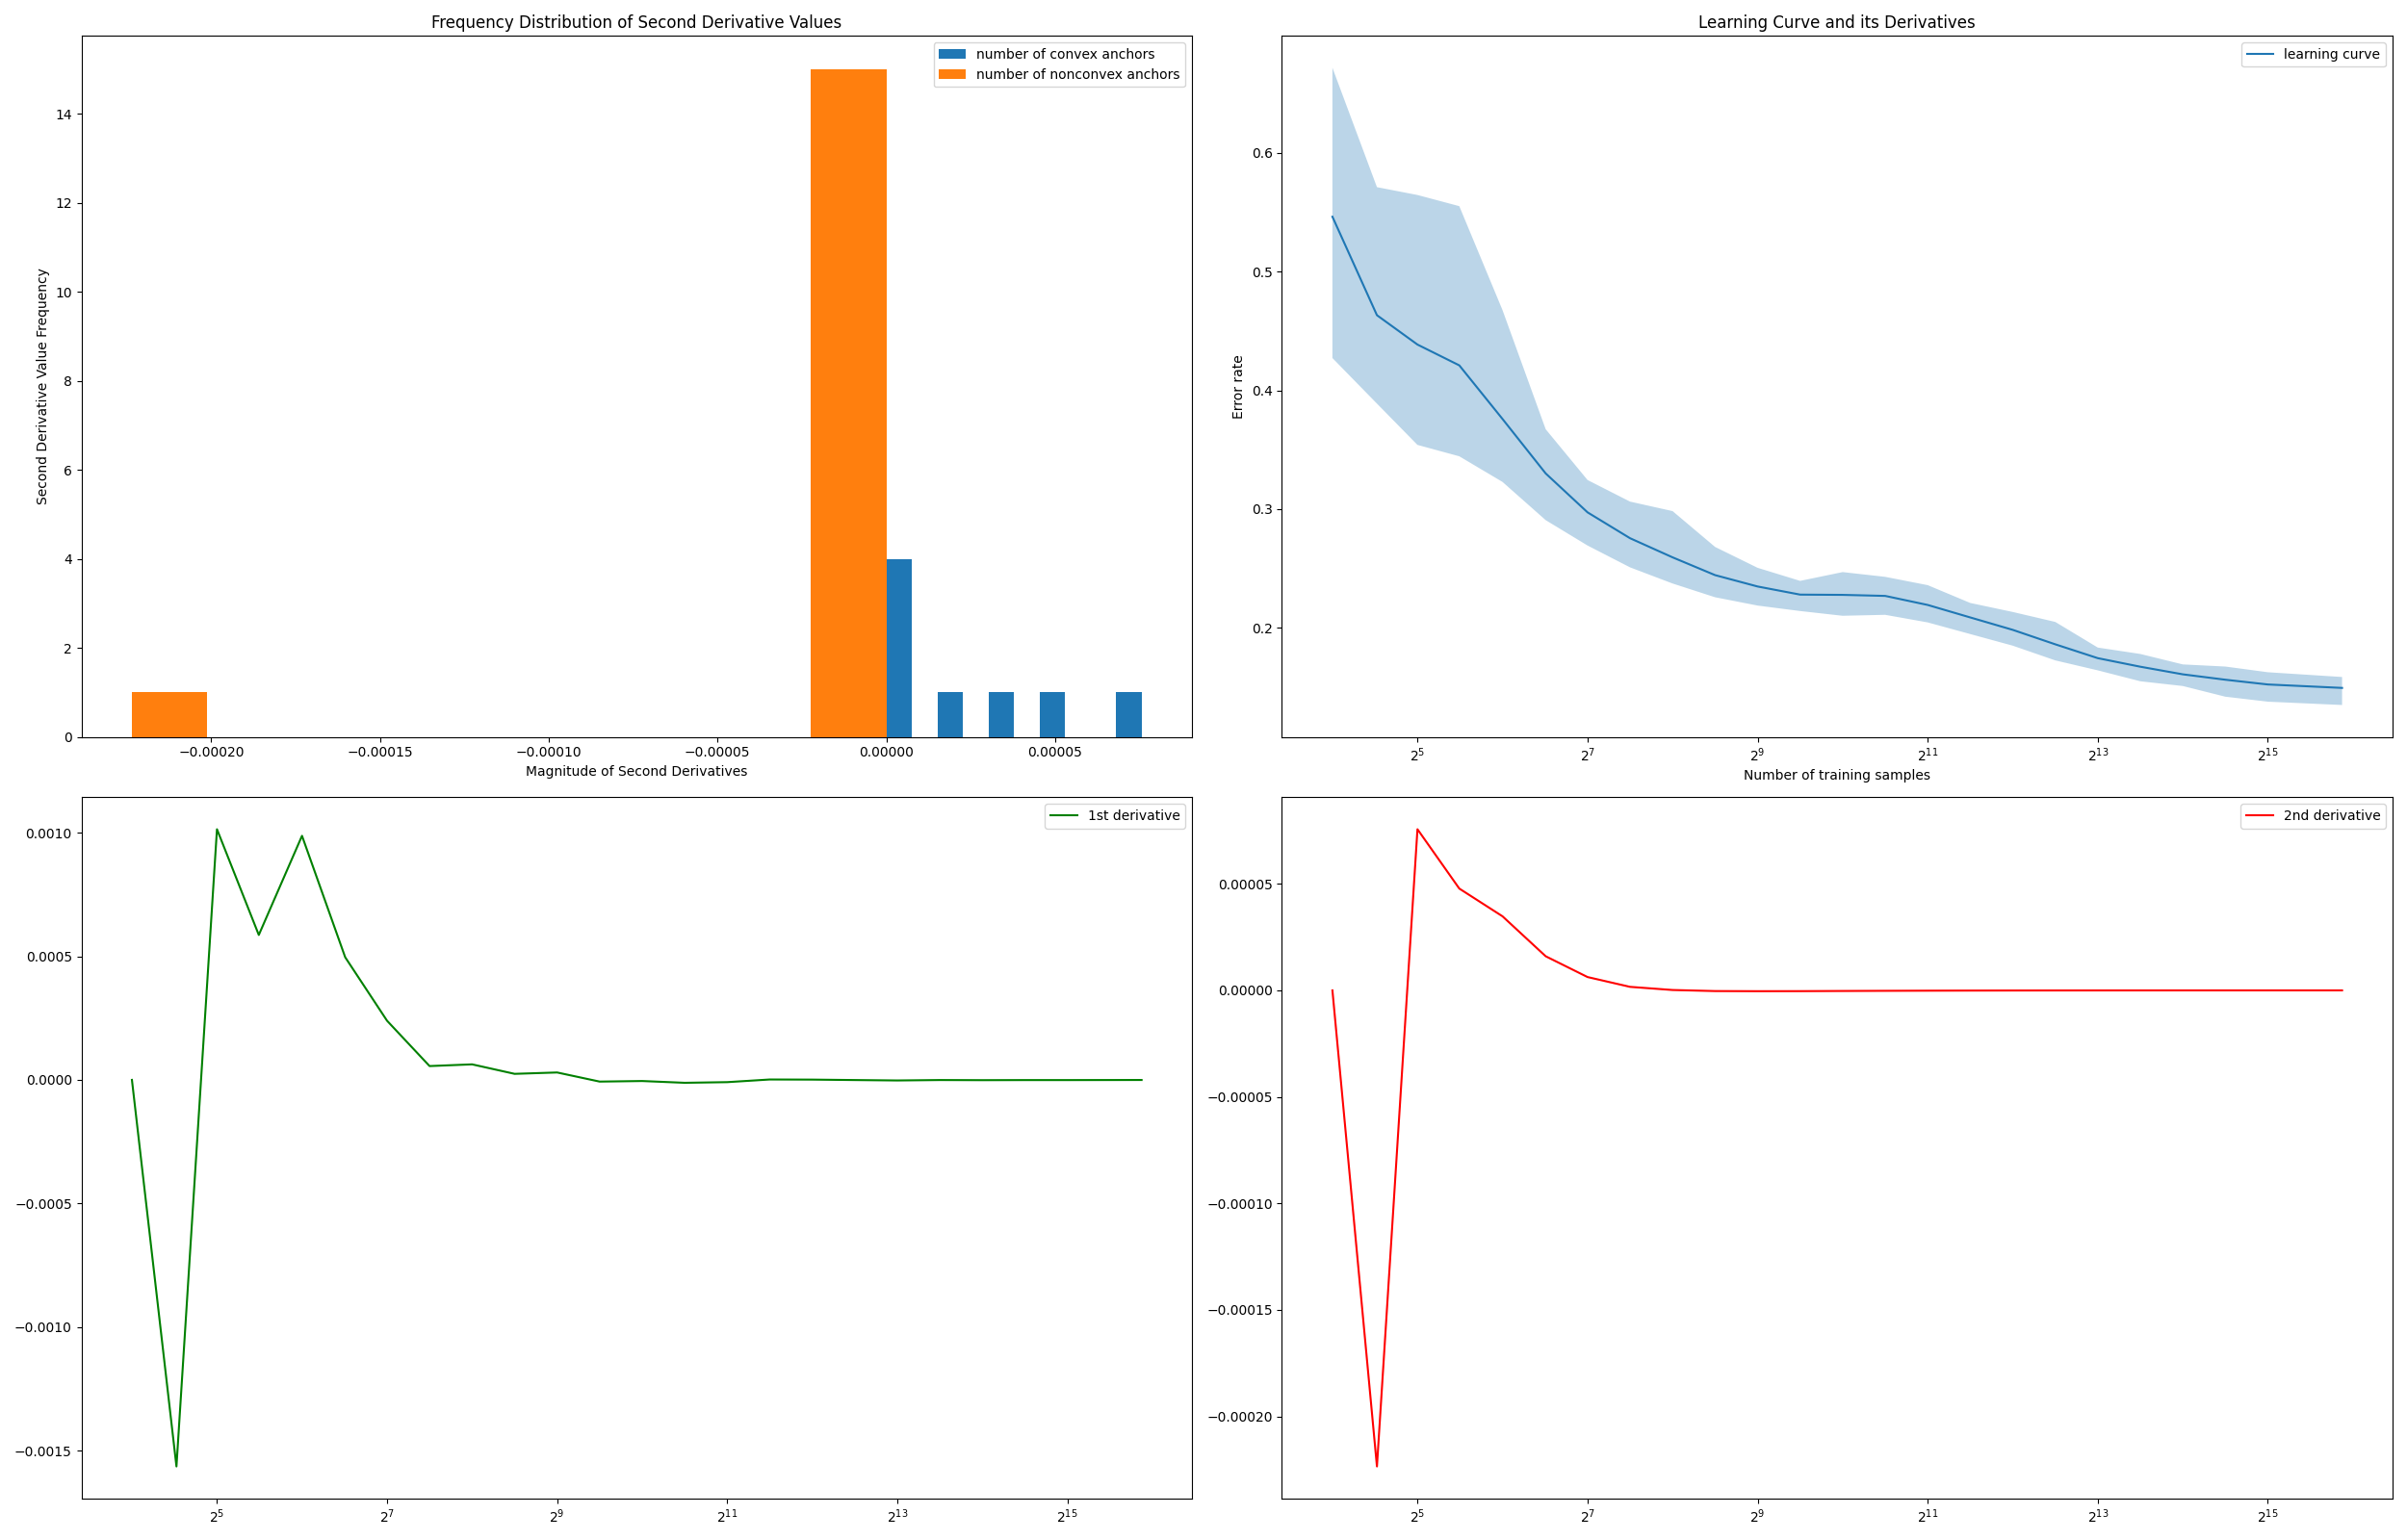 Frequency Distribution of Second Derivative Values
number of convex anchors
number of nonconvex anchors
Second Derivative Value Frequency
14
12
10
8
6
4
2
0
−0.00020 −0.00015 −0.00010 −0.00005 0.00000 0.00005
Magnitude of Second Derivatives
Learning Curve and its Derivatives
learning curve
Error rate
0.6
0.5
0.4
0.3
0.2
2^5 2^7 2^9 2^11 2^13 2^15
Number of training samples
1st derivative
0.0010
0.0005
0.0000
−0.0005
−0.0010
−0.0015
2^5 2^7 2^9 2^11 2^13 2^15
2nd derivative
0.00005
0.00000
−0.00005
−0.00010
−0.00015
−0.00020
2^5 2^7 2^9 2^11 2^13 2^15